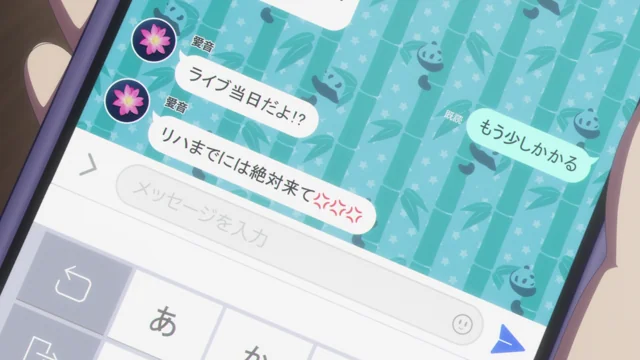 愛音
ライブ当日だよ!?
既読
もう少しかかる
愛音
リハまでには絶対来て💢💢💢
メッセージを入力
あ
か